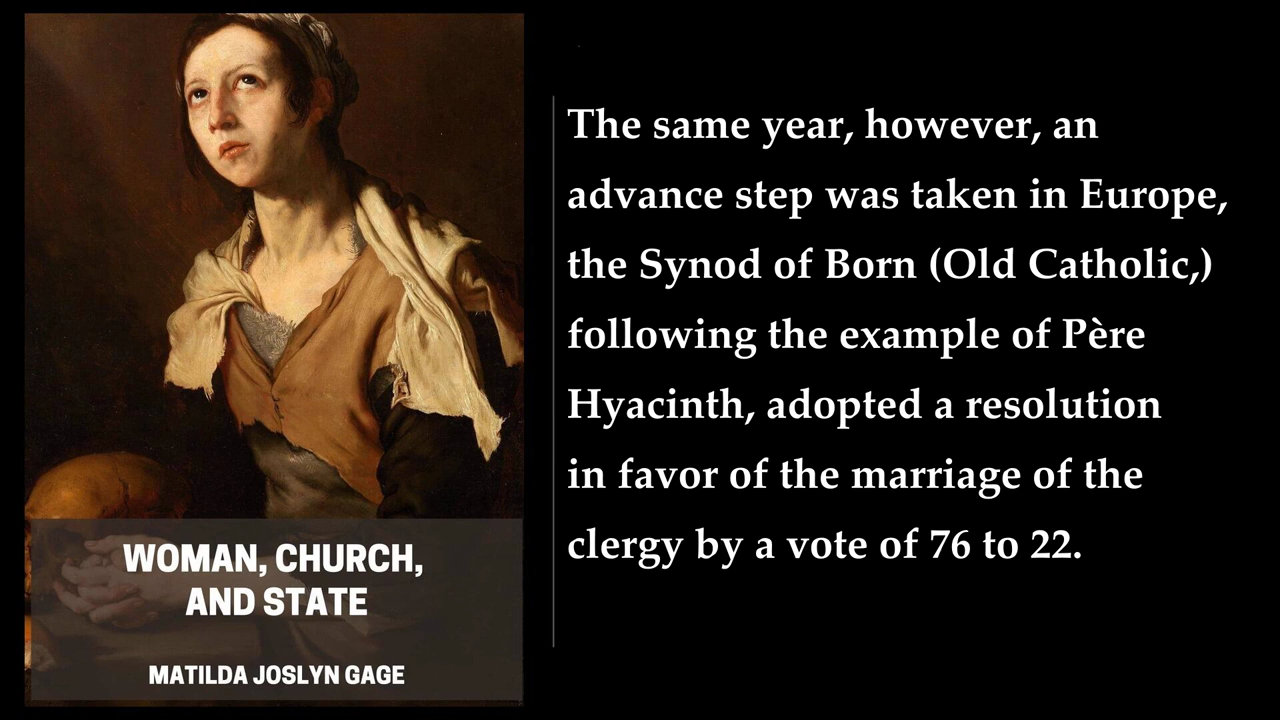 WOMAN, CHURCH,
AND STATE
MATILDA JOSLYN GAGE
The same year, however, an
advance step was taken in Europe,
the Synod of Born (Old Catholic,)
following the example of Père
Hyacinth, adopted a resolution
in favor of the marriage of the
clergy by a vote of 76 to 22.